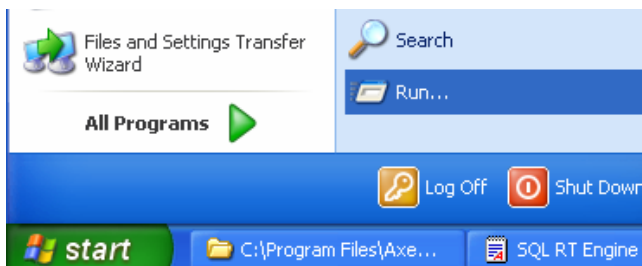 Files and Settings Transfer
Wizard
All Programs
Search
Run...
Log Off
Shut Down
start
C:\Program Files\Axe...
SQL RT Engine